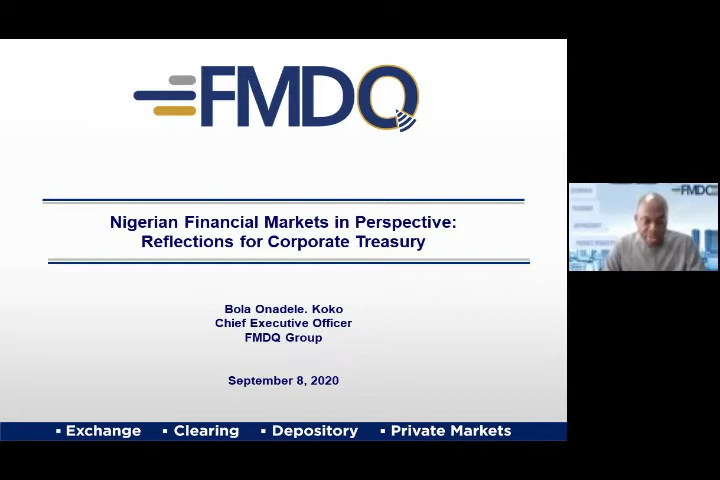 FMDQ
Nigerian Financial Markets in Perspective:
Reflections for Corporate Treasury
Bola Onadele. Koko
Chief Executive Officer
FMDQ Group
September 8, 2020
▪ Exchange ▪ Clearing ▪ Depository ▪ Private Markets
FMDQ